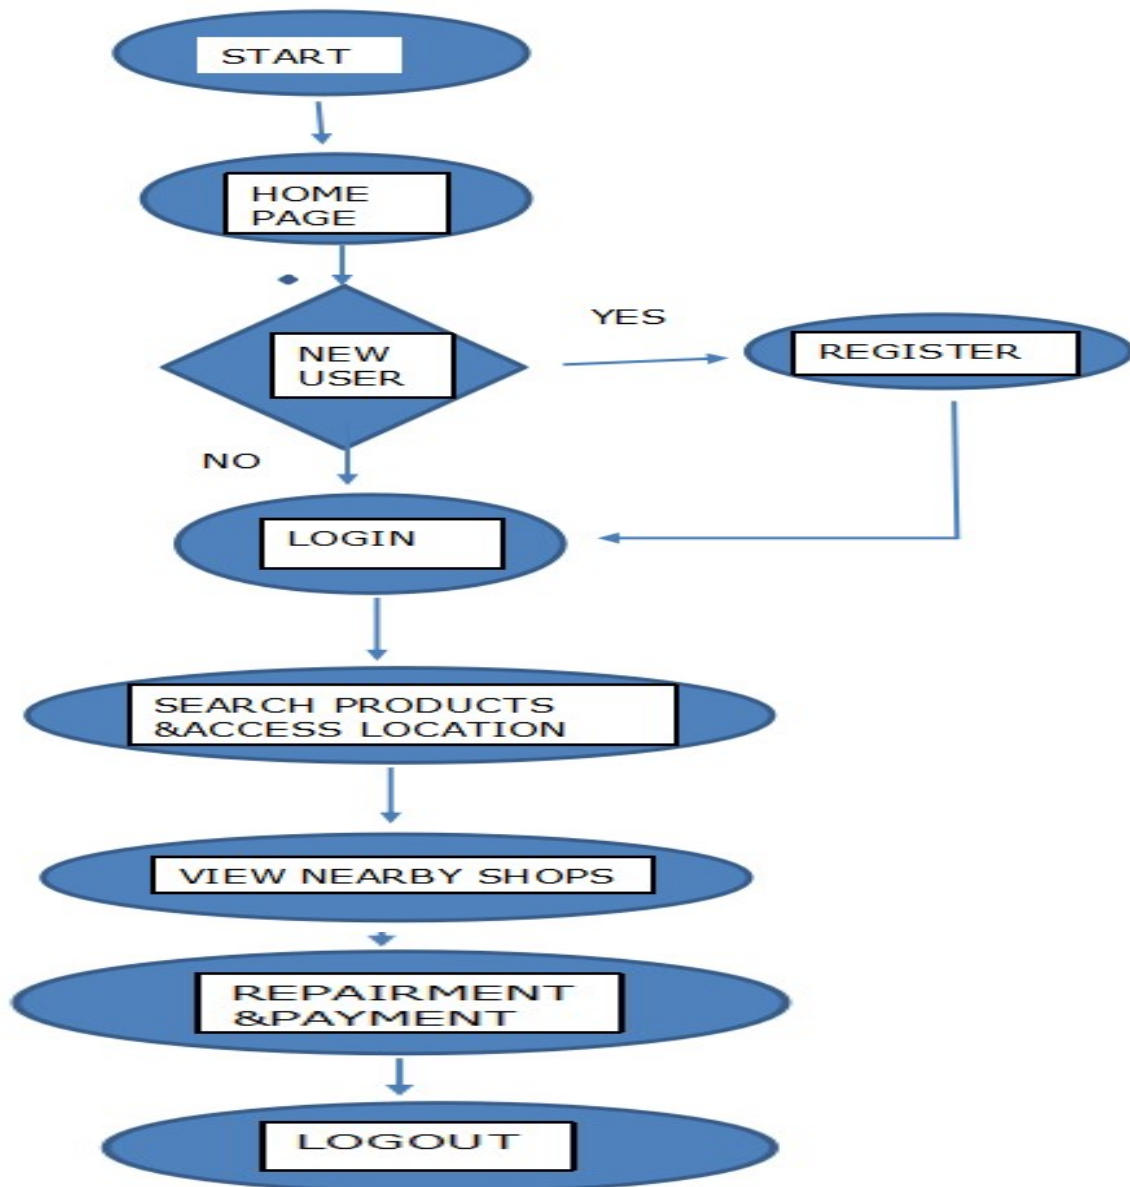 START
HOME
PAGE
NEW
USER
YES
REGISTER
NO
LOGIN
SEARCH PRODUCTS
&ACCESS LOCATION
VIEW NEARBY SHOPS
REPAIRMENT
&PAYMENT
LOGOUT